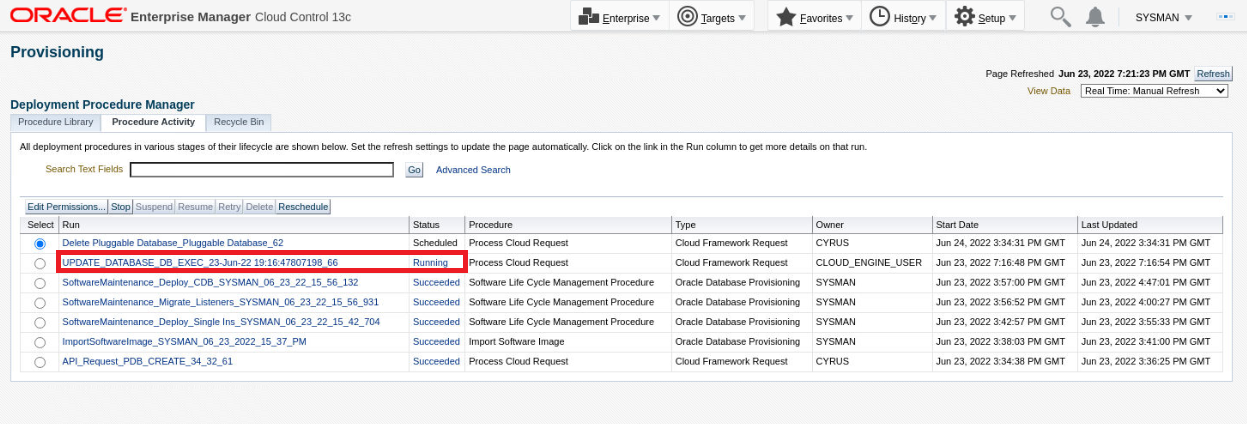 ORACLE Enterprise Manager Cloud Control 13c Enterprise Targets Favorites History Setup SYSMAN
Provisioning
Page Refreshed Jun 23, 2022 7:21:23 PM GMT Refresh
View Data Real Time: Manual Refresh
Deployment Procedure Manager
Procedure Library Procedure Activity Recycle Bin
All deployment procedures in various stages of their lifecycle are shown below. Set the refresh settings to update the page automatically. Click on the link in the Run column to get more details on that run.
Search Text Fields Go Advanced Search
Edit Permissions... Stop Suspend Resume Retry Delete Reschedule
Select Run Status Procedure Type Owner Start Date Last Updated
Delete Pluggable Database_Pluggable Database_62 Scheduled Process Cloud Request Cloud Framework Request CYRUS Jun 24, 2022 3:34:31 PM GMT Jun 24, 2022 3:34:31 PM GMT
UPDATE_DATABASE_DB_EXEC_23-Jun-22 19:16:47807198_66 Running Process Cloud Request Cloud Framework Request CLOUD_ENGINE_USER Jun 23, 2022 7:16:48 PM GMT Jun 23, 2022 7:16:54 PM GMT
SoftwareMaintenance_Deploy_CDB_SYSMAN_06_23_22_15_56_132 Succeeded Software Life Cycle Management Procedure Oracle Database Provisioning SYSMAN Jun 23, 2022 3:57:00 PM GMT Jun 23, 2022 4:47:01 PM GMT
SoftwareMaintenance_Migrate_Listeners_SYSMAN_06_23_22_15_56_931 Succeeded Software Life Cycle Management Procedure Oracle Database Provisioning SYSMAN Jun 23, 2022 3:56:52 PM GMT Jun 23, 2022 4:00:27 PM GMT
SoftwareMaintenance_Deploy_Single Ins_SYSMAN_06_23_22_15_42_704 Succeeded Software Life Cycle Management Procedure Oracle Database Provisioning SYSMAN Jun 23, 2022 3:42:57 PM GMT Jun 23, 2022 3:55:33 PM GMT
ImportSoftwareImage_SYSMAN_06_23_2022_15_37_PM Succeeded Import Software Image Oracle Database Provisioning SYSMAN Jun 23, 2022 3:38:03 PM GMT Jun 23, 2022 3:41:00 PM GMT
API_Request_PDB_CREATE_34_32_61 Succeeded Process Cloud Request Cloud Framework Request CYRUS Jun 23, 2022 3:34:38 PM GMT Jun 23, 2022 3:36:25 PM GMT